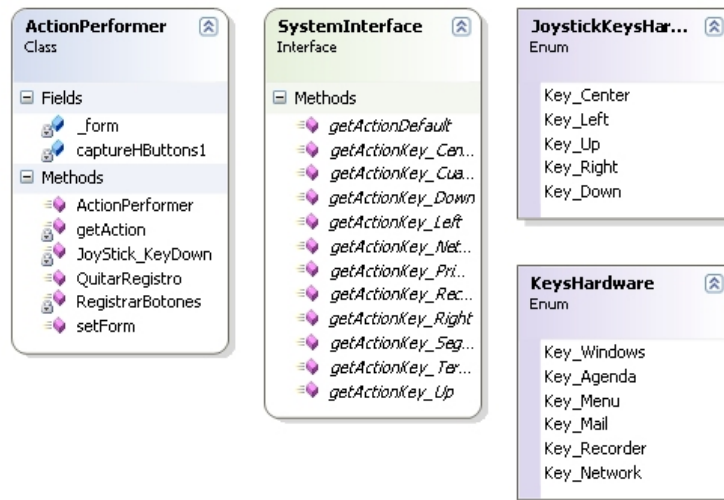 ActionPerformer
Class
Fields
_form
captureHButtons1
Methods
ActionPerformer
getAction
JoyStick_KeyDown
QuitarRegistro
RegistrarBotones
setForm
SystemInterface
Interface
Methods
getActionDefault
getActionKey_Cen...
getActionKey_Cua...
getActionKey_Down
getActionKey_Left
getActionKey_Net...
getActionKey_Pri...
getActionKey_Rec...
getActionKey_Right
getActionKey_Seg...
getActionKey_Ter...
getActionKey_Up
JoystickKeysHar...
Enum
Key_Center
Key_Left
Key_Up
Key_Right
Key_Down
KeysHardware
Enum
Key_Windows
Key_Agenda
Key_Menu
Key_Mail
Key_Recorder
Key_Network